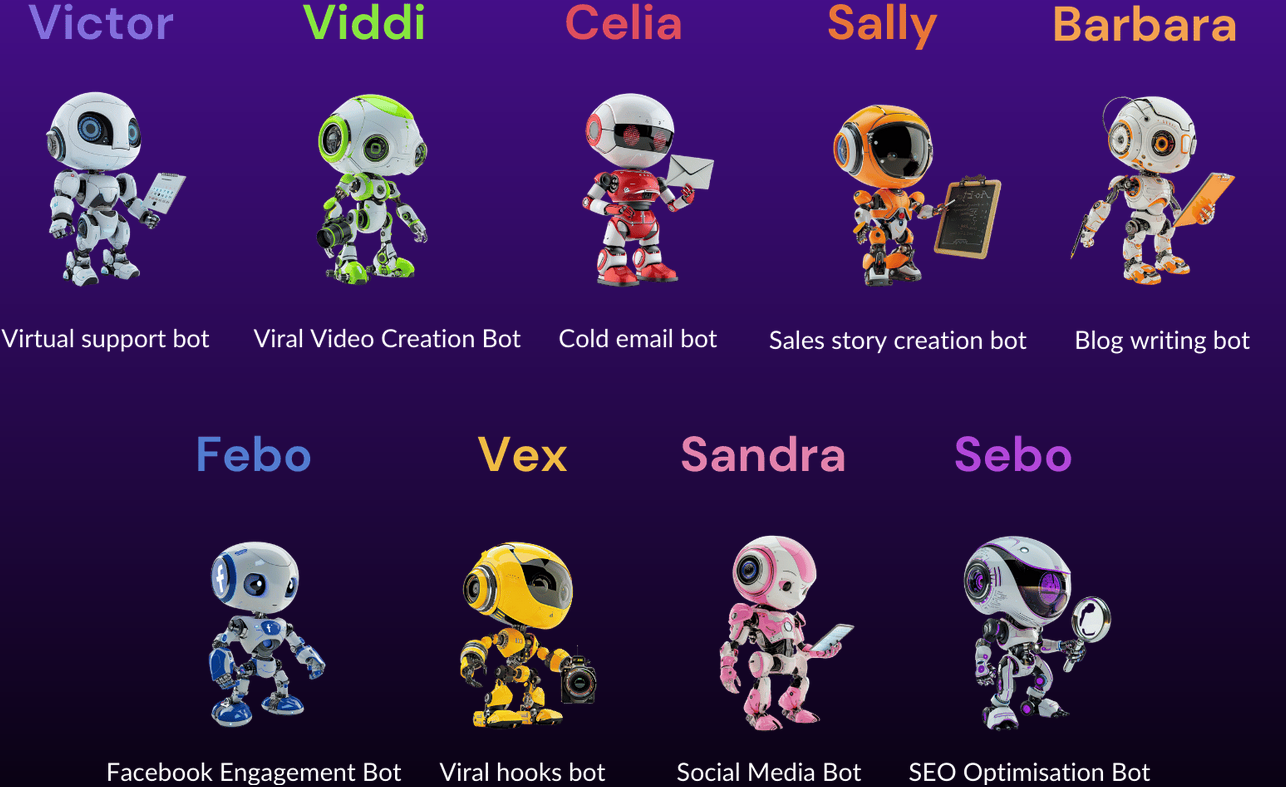 Victor
Viddi
Celia
Sally
Barbara
Virtual support bot
Viral Video Creation Bot
Cold email bot
Sales story creation bot
Blog writing bot
Febo
Vex
Sandra
Sebo
f
f
Facebook Engagement Bot
Viral hooks bot
Social Media Bot
SEO Optimisation Bot